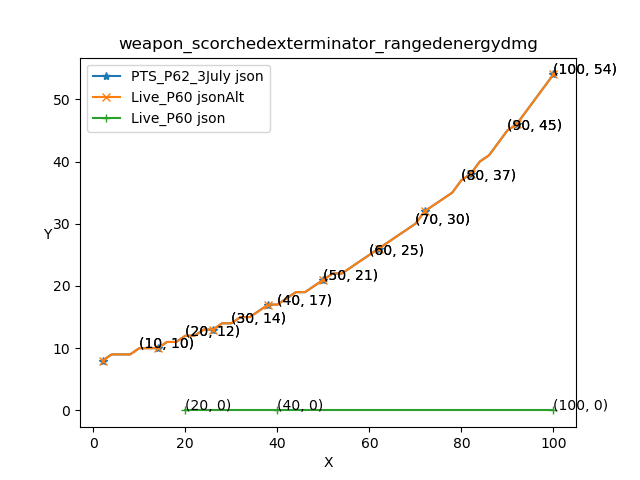 weapon_scorchedexterminator_rangedenergydmg
PTS_P62_3July json
Live_P60 jsonAlt
Live_P60 json
(100, 54)
50
(90, 45)
40
(80, 37)
30
(70, 30)
Y
(60, 25)
20
(50, 21)
(40, 17)
(30, 14)
(20, 12)
10
(10, 10)
0
(20, 0)
(40, 0)
(100, 0)
0 20 40 60 80 100
X